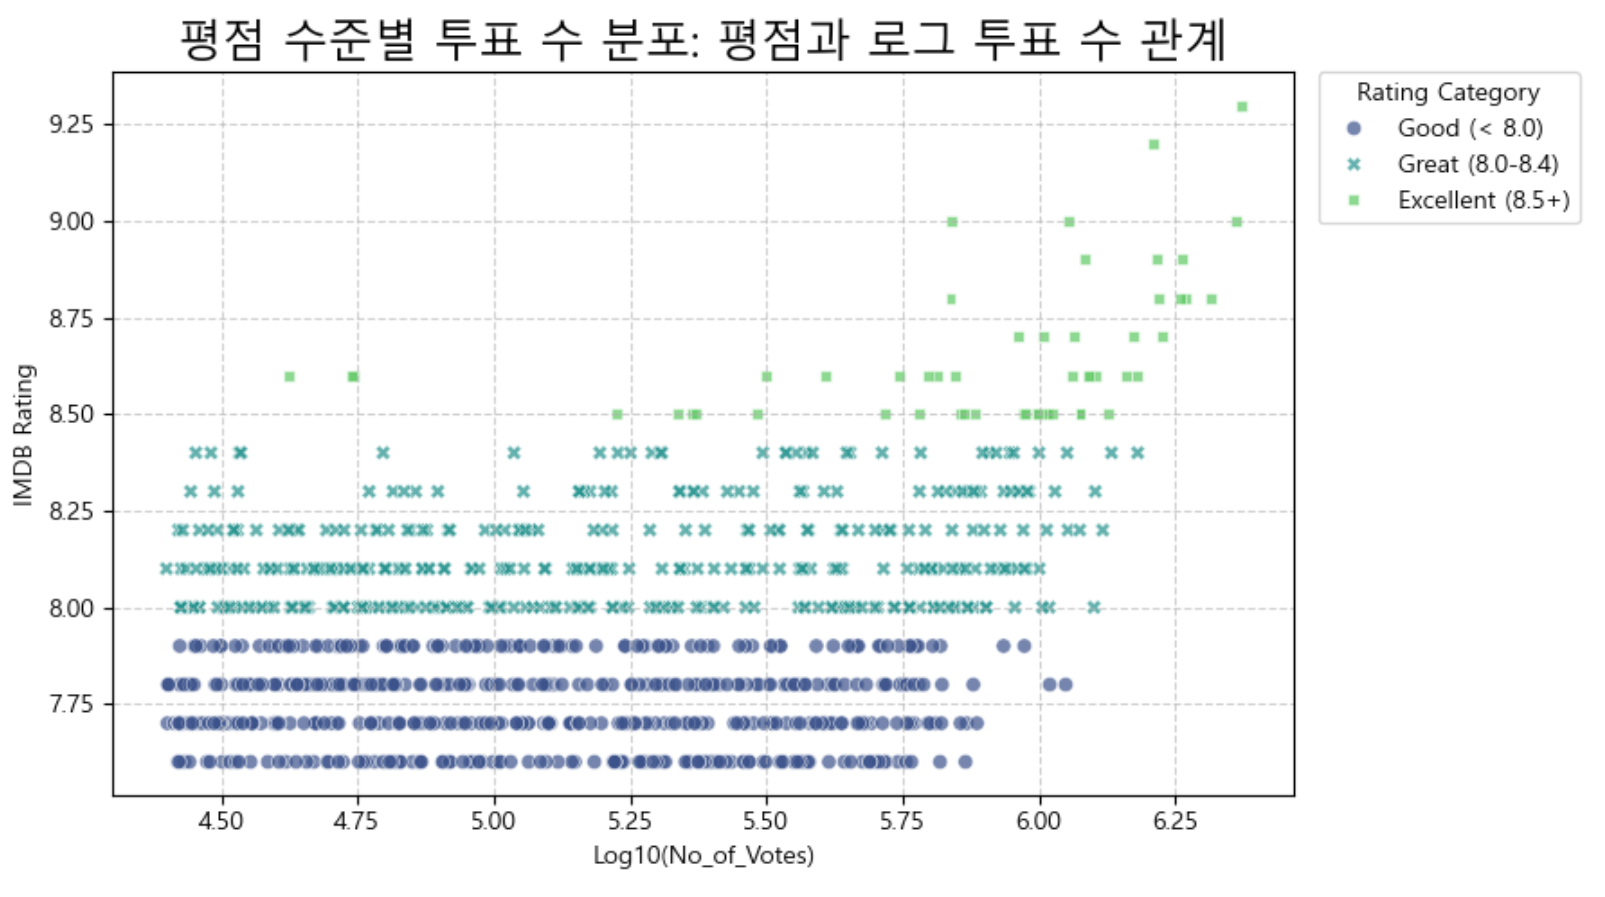 평점 수준별 투표 수 분포: 평점과 로그 투표 수 관계
Rating Category
Good (< 8.0)
Great (8.0-8.4)
Excellent (8.5+)
IMDB Rating
9.25
9.00
8.75
8.50
8.25
8.00
7.75
4.50 4.75 5.00 5.25 5.50 5.75 6.00 6.25
Log10(No_of_Votes)